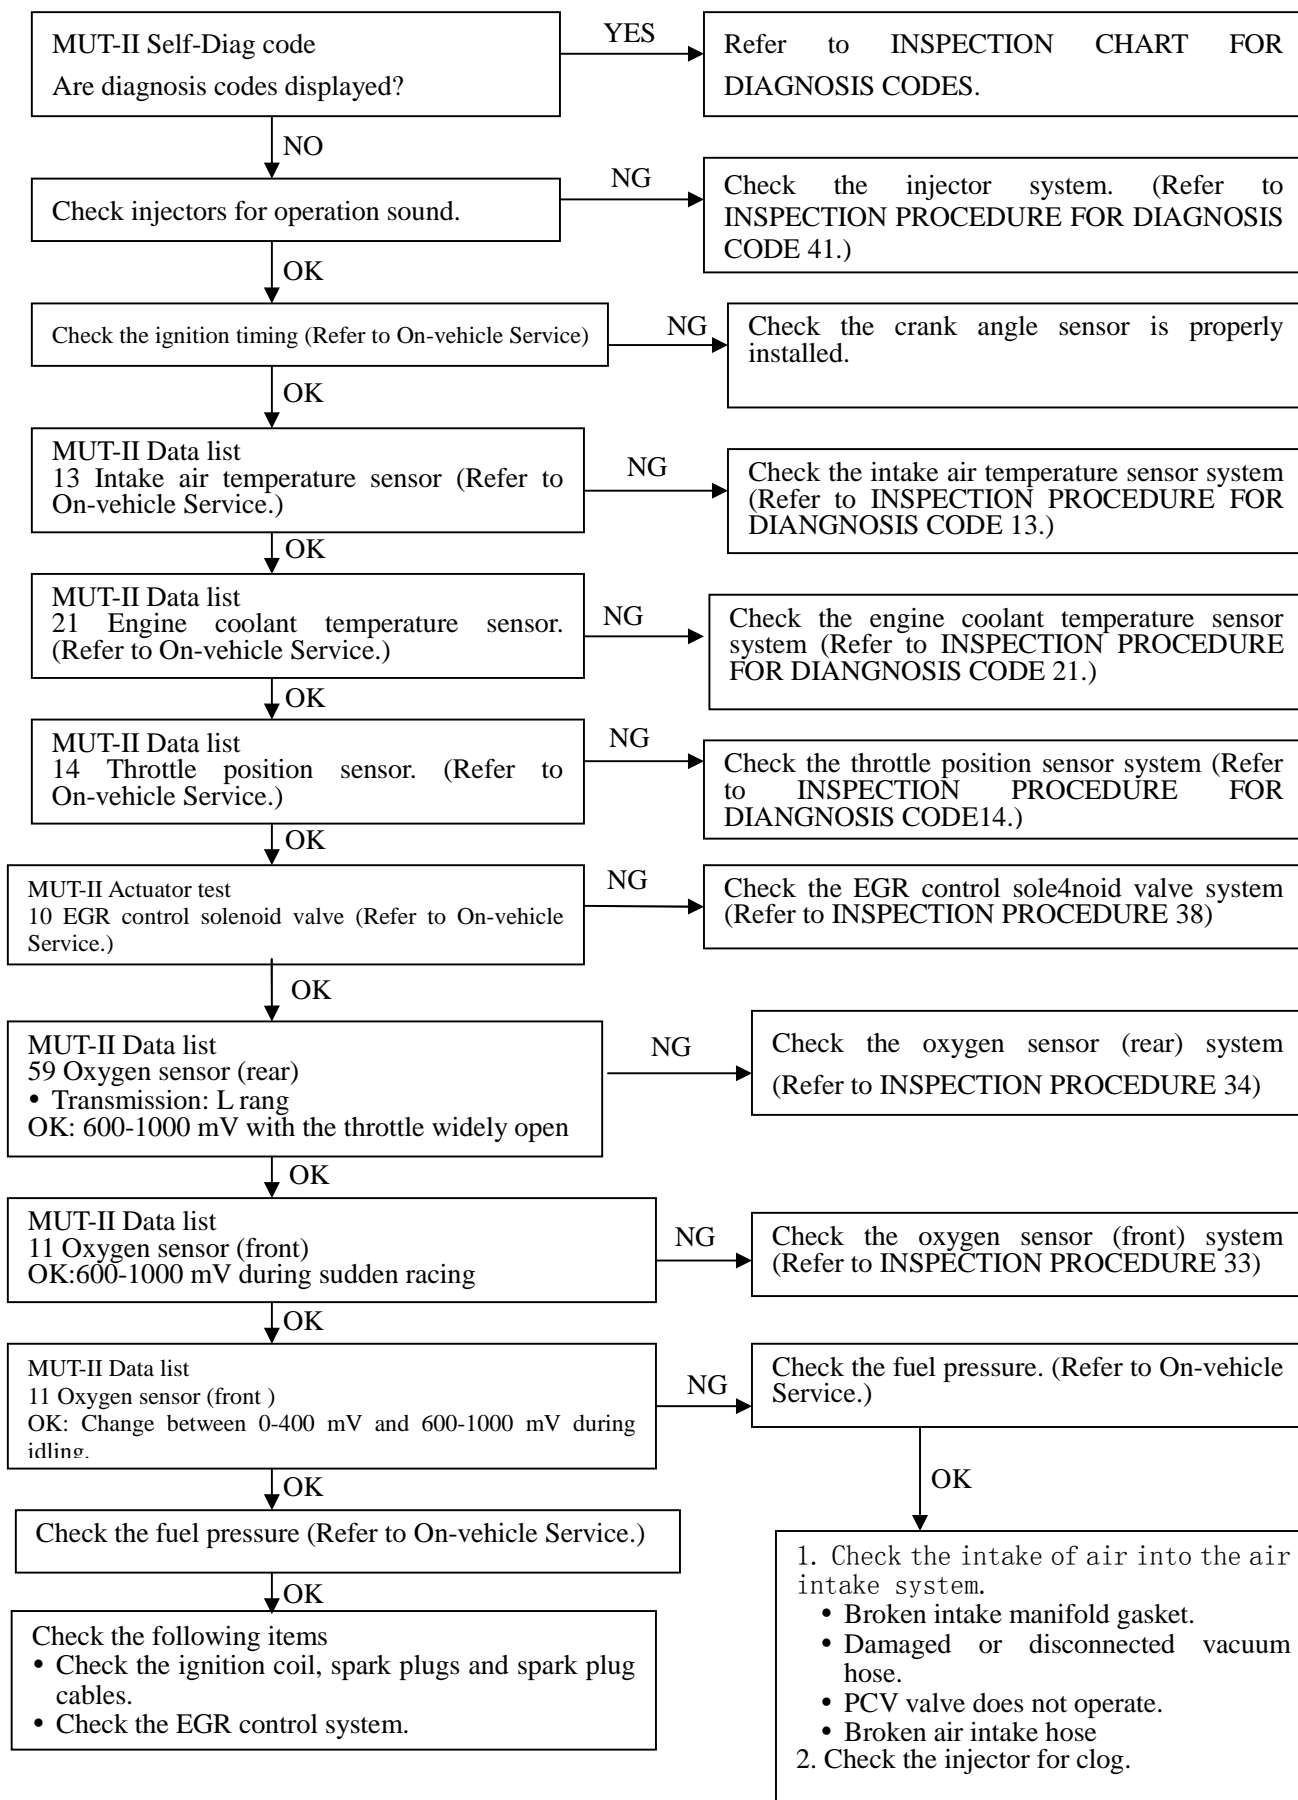 MUT-II Self-Diag code
Are diagnosis codes displayed?
YES
Refer to INSPECTION CHART FOR
DIAGNOSIS CODES.
NO
Check injectors for operation sound.
NG
Check the injector system. (Refer to
INSPECTION PROCEDURE FOR DIAGNOSIS
CODE 41.)
OK
Check the ignition timing (Refer to On-vehicle Service)
NG
Check the crank angle sensor is properly
installed.
OK
MUT-II Data list
13 Intake air temperature sensor (Refer to
On-vehicle Service.)
NG
Check the intake air temperature sensor system
(Refer to INSPECTION PROCEDURE FOR
DIANGNOSIS CODE 13.)
OK
MUT-II Data list
21 Engine coolant temperature sensor.
(Refer to On-vehicle Service.)
NG
Check the engine coolant temperature sensor
system (Refer to INSPECTION PROCEDURE
FOR DIANGNOSIS CODE 21.)
OK
MUT-II Data list
14 Throttle position sensor. (Refer to
On-vehicle Service.)
NG
Check the throttle position sensor system (Refer
to INSPECTION PROCEDURE FOR
DIANGNOSIS CODE14.)
OK
MUT-II Actuator test
10 EGR control solenoid valve (Refer to On-vehicle
Service.)
NG
Check the EGR control sole4noid valve system
(Refer to INSPECTION PROCEDURE 38)
OK
MUT-II Data list
59 Oxygen sensor (rear)
• Transmission: L rang
OK: 600-1000 mV with the throttle widely open
NG
Check the oxygen sensor (rear) system
(Refer to INSPECTION PROCEDURE 34)
OK
MUT-II Data list
11 Oxygen sensor (front)
OK:600-1000 mV during sudden racing
NG
Check the oxygen sensor (front) system
(Refer to INSPECTION PROCEDURE 33)
OK
MUT-II Data list
11 Oxygen sensor (front )
OK: Change between 0-400 mV and 600-1000 mV during
idling.
NG
Check the fuel pressure. (Refer to On-vehicle
Service.)
OK
Check the fuel pressure (Refer to On-vehicle Service.)
OK
1. Check the intake of air into the air
intake system.
• Broken intake manifold gasket.
• Damaged or disconnected vacuum
hose.
• PCV valve does not operate.
• Broken air intake hose
2. Check the injector for clog.
OK
Check the following items
• Check the ignition coil, spark plugs and spark plug
cables.
• Check the EGR control system.